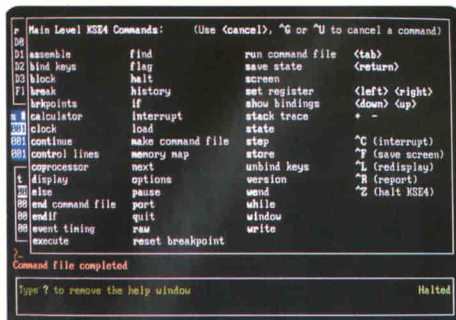 Main Level KSE4 Commands: (Use <cancel>, ^G or ^U to cancel a command)
assemble find run command file <tab>
bind keys flag save state <return>
block halt screen
break history set register <left> <right>
brkpoints if show bindings <down> <up>
calculator interrupt stack trace + -
clock load state
continue make command file step ^C (interrupt)
control lines memory map store ^F (save screen)
coprocessor next unbind keys ^L (redisplay)
display options version ^R (report)
else pause wend ^Z (halt KSE4)
end command file port while
endif quit window
event timing raw write
execute reset breakpoint
?_
Command file completed
Type ? to remove the help window Halted